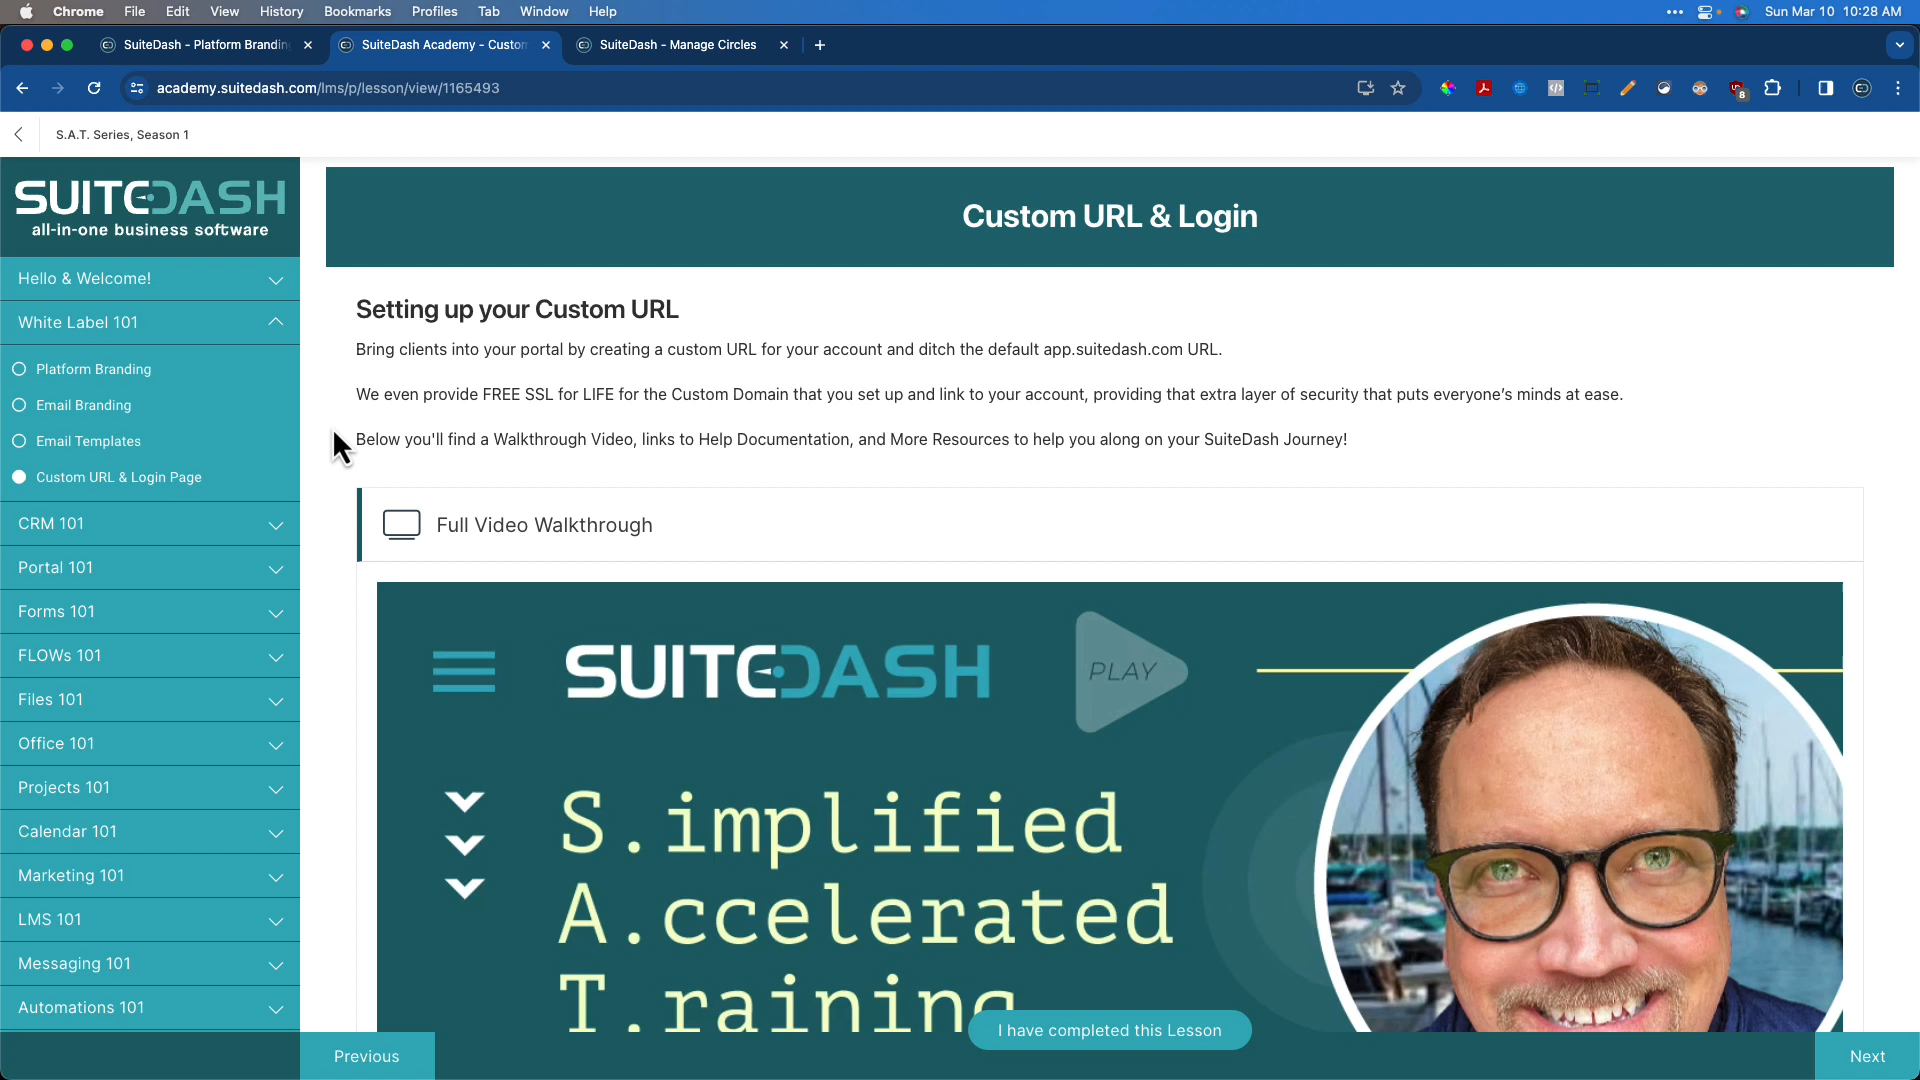 Chrome File Edit View History Bookmarks Profiles Tab Window Help
Sun Mar 10 10:28 AM
SuiteDash - Platform Brandin
SuiteDash Academy - Custom
SuiteDash - Manage Circles
academy.suitedash.com/lms/p/lesson/view/1165493
8
S.A.T. Series, Season 1
SUITEDASH
all-in-one business software
Hello & Welcome!
White Label 101
Platform Branding
Email Branding
Email Templates
Custom URL & Login Page
CRM 101
Portal 101
Forms 101
FLOWs 101
Files 101
Office 101
Projects 101
Calendar 101
Marketing 101
LMS 101
Messaging 101
Automations 101
Custom URL & Login
Setting up your Custom URL
Bring clients into your portal by creating a custom URL for your account and ditch the default app.suitedash.com URL.
We even provide FREE SSL for LIFE for the Custom Domain that you set up and link to your account, providing that extra layer of security that puts everyone’s minds at ease.
Below you'll find a Walkthrough Video, links to Help Documentation, and More Resources to help you along on your SuiteDash Journey!
Full Video Walkthrough
SUITEDASH
PLAY
S.implified
A.ccelerated
T.raining
I have completed this Lesson
Previous
Next